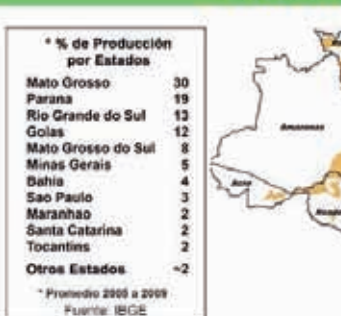 * % de Producción
por Estados
Mato Grosso 30
Parana 19
Rio Grande do Sul 13
Goias 12
Mato Grosso do Sul 8
Minas Gerais 5
Bahia 4
Sao Paulo 3
Maranhao 2
Santa Catarina 2
Tocantins 2
Otros Estados ~2
* Promedio 2005 a 2009
Fuente: IBGE
Amazonas
Acre